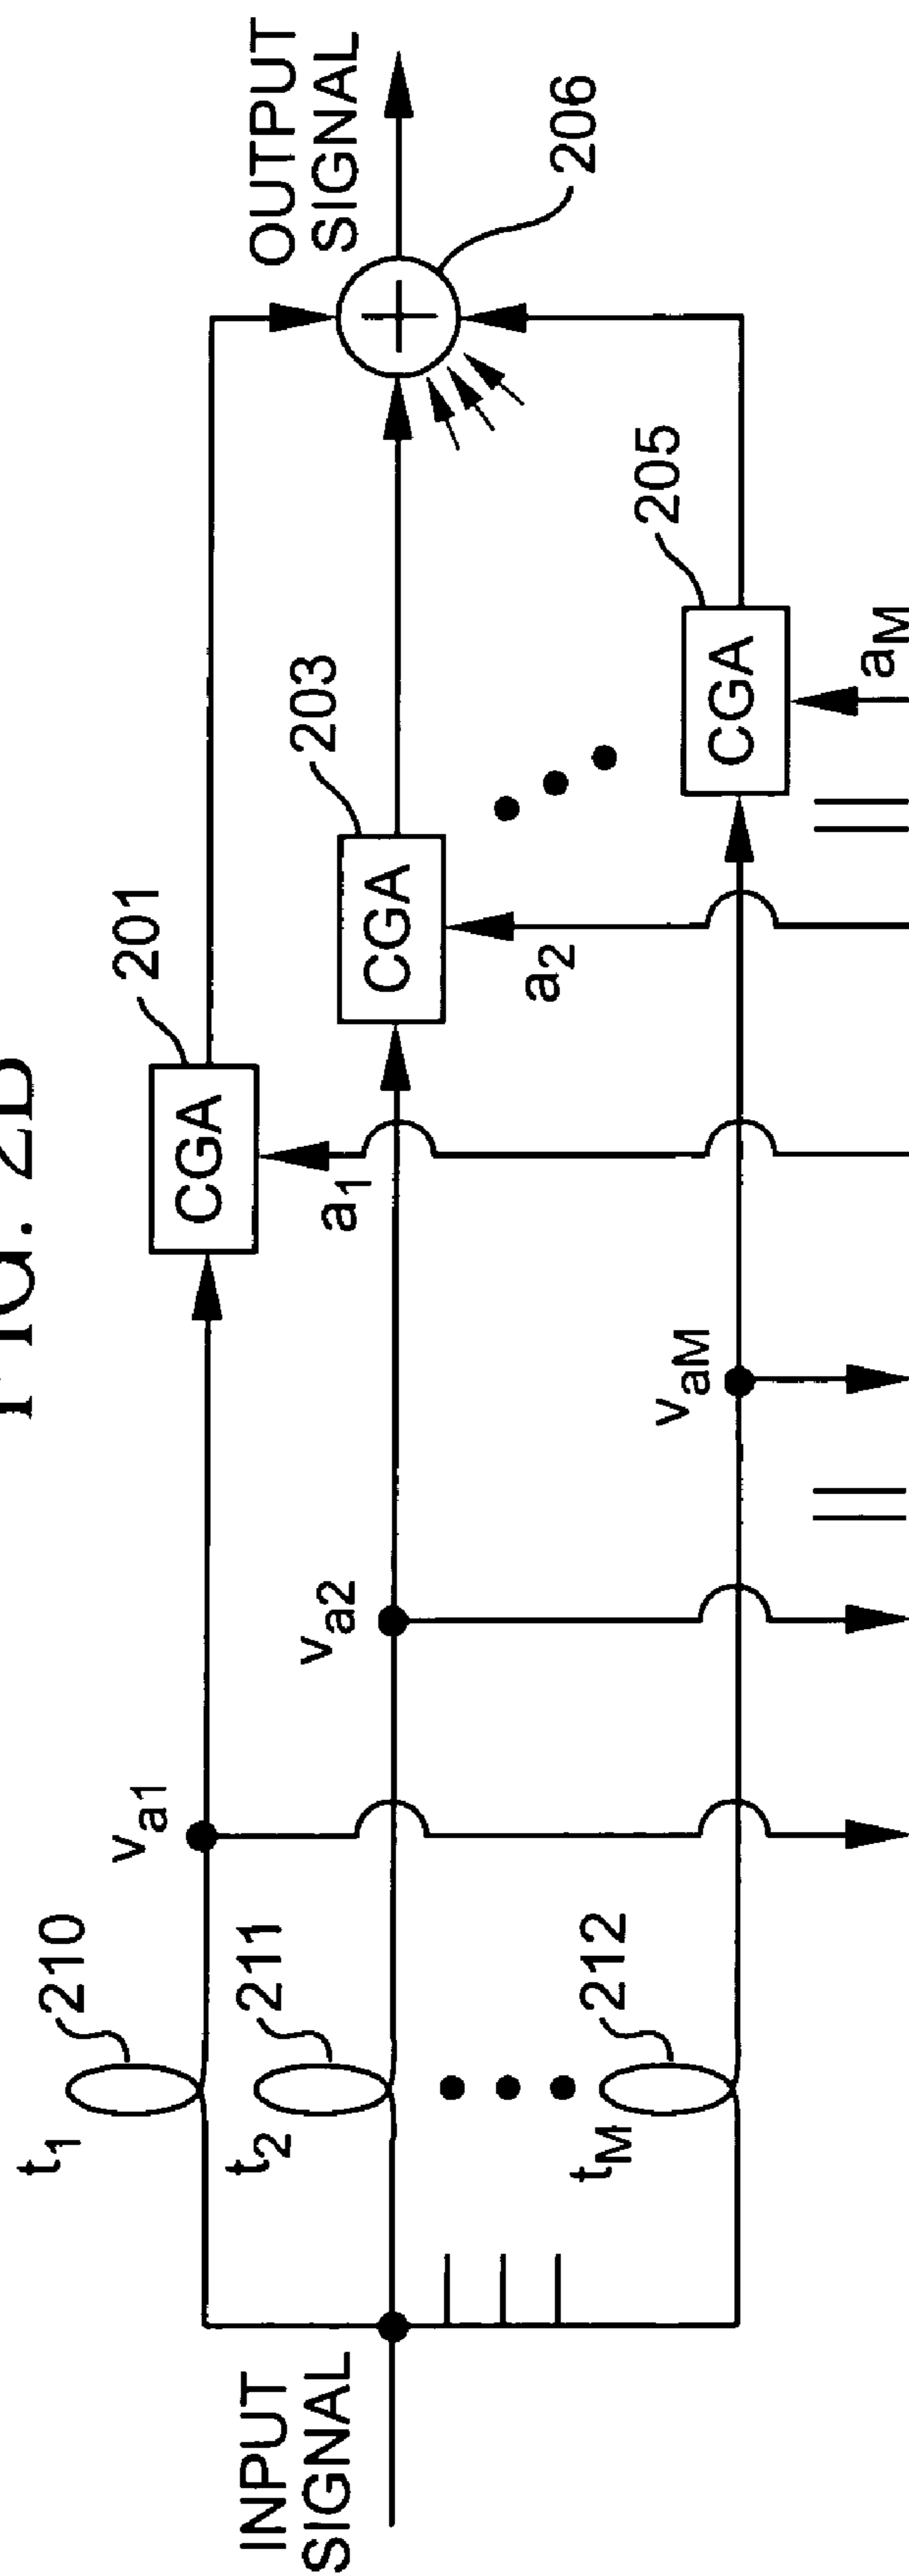 FIG. 2B
INPUT
SIGNAL
t1
210
t2
211
tM
212
va1
va2
vaM
CGA
201
a1
CGA
203
a2
CGA
205
aM
206
OUTPUT
SIGNAL